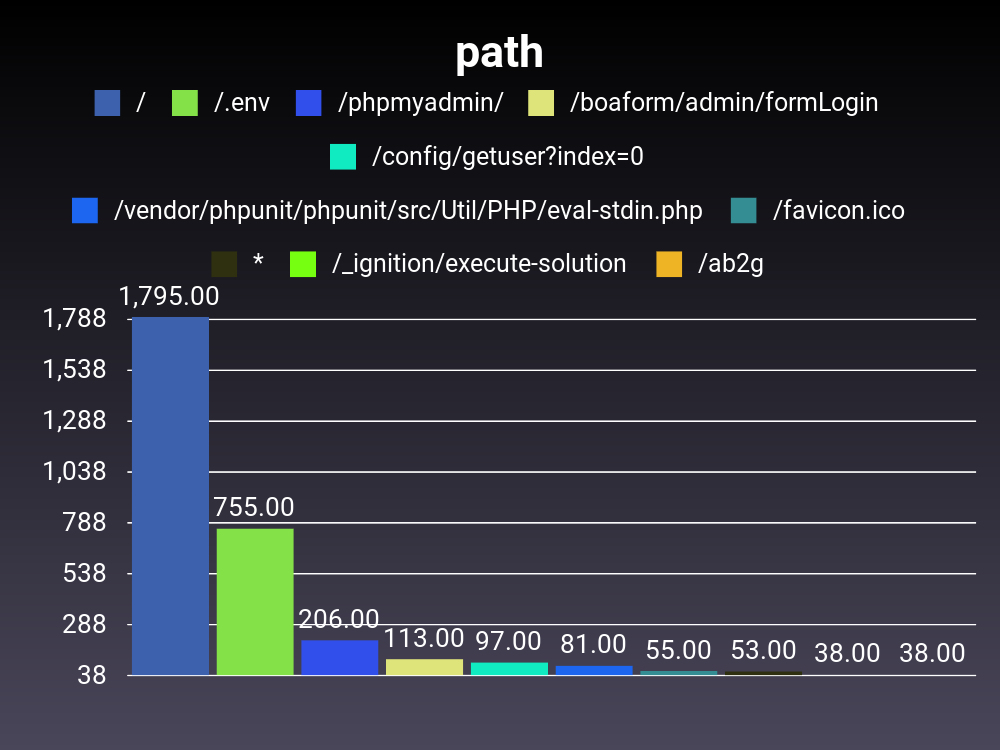 path
/ /.env /phpmyadmin/ /boaform/admin/formLogin
/config/getuser?index=0
/vendor/phpunit/phpunit/src/Util/PHP/eval-stdin.php /favicon.ico
* /_ignition/execute-solution /ab2g
1,795.00
1,788
1,538
1,288
1,038
755.00
788
538
206.00
288
113.00 97.00 81.00 55.00 53.00 38.00 38.00
38